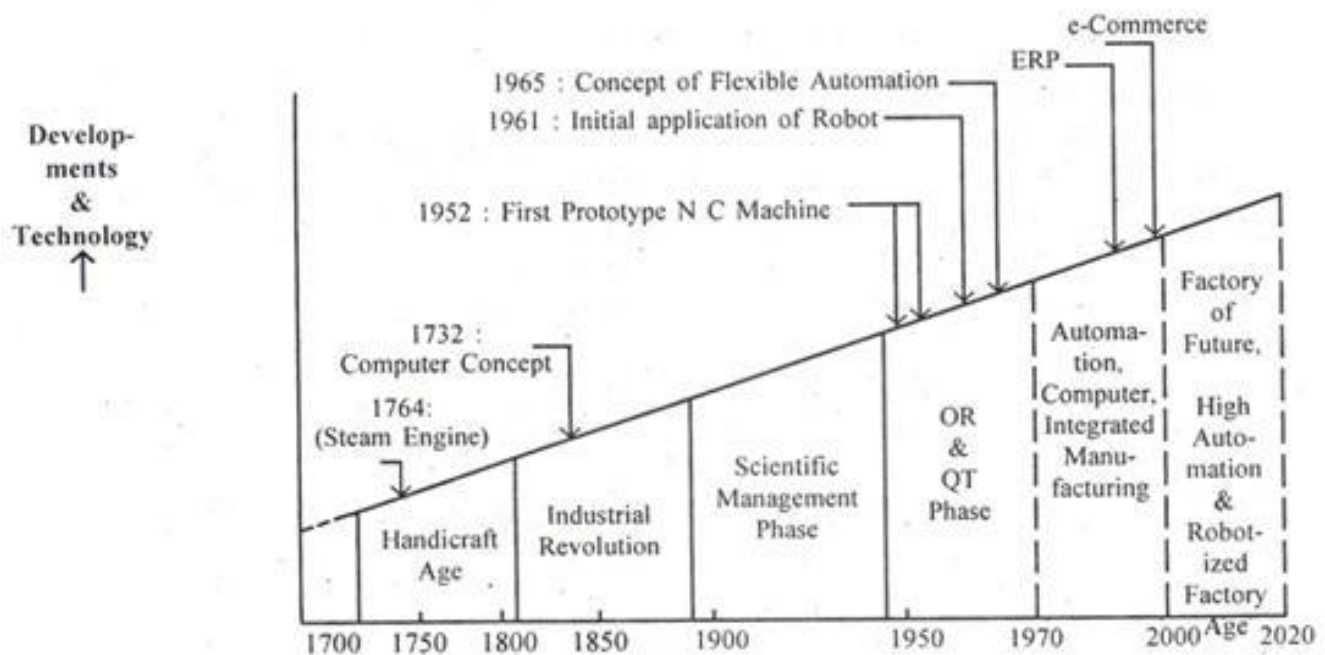 e-Commerce
ERP
1965 : Concept of Flexible Automation
1961 : Initial application of Robot
Develop-
ments
&
Technology
1952 : First Prototype N C Machine
1732 :
Computer Concept
1764:
(Steam Engine)
Handicraft
Age
Industrial
Revolution
Scientific
Management
Phase
OR
&
QT
Phase
Automa-
tion,
Computer,
Integrated
Manu-
facturing
Factory
of
Future,
High
Auto-
mation
&
Robot-
ized
Factory
Age
1700 1750 1800 1850 1900 1950 1970 2000 2020